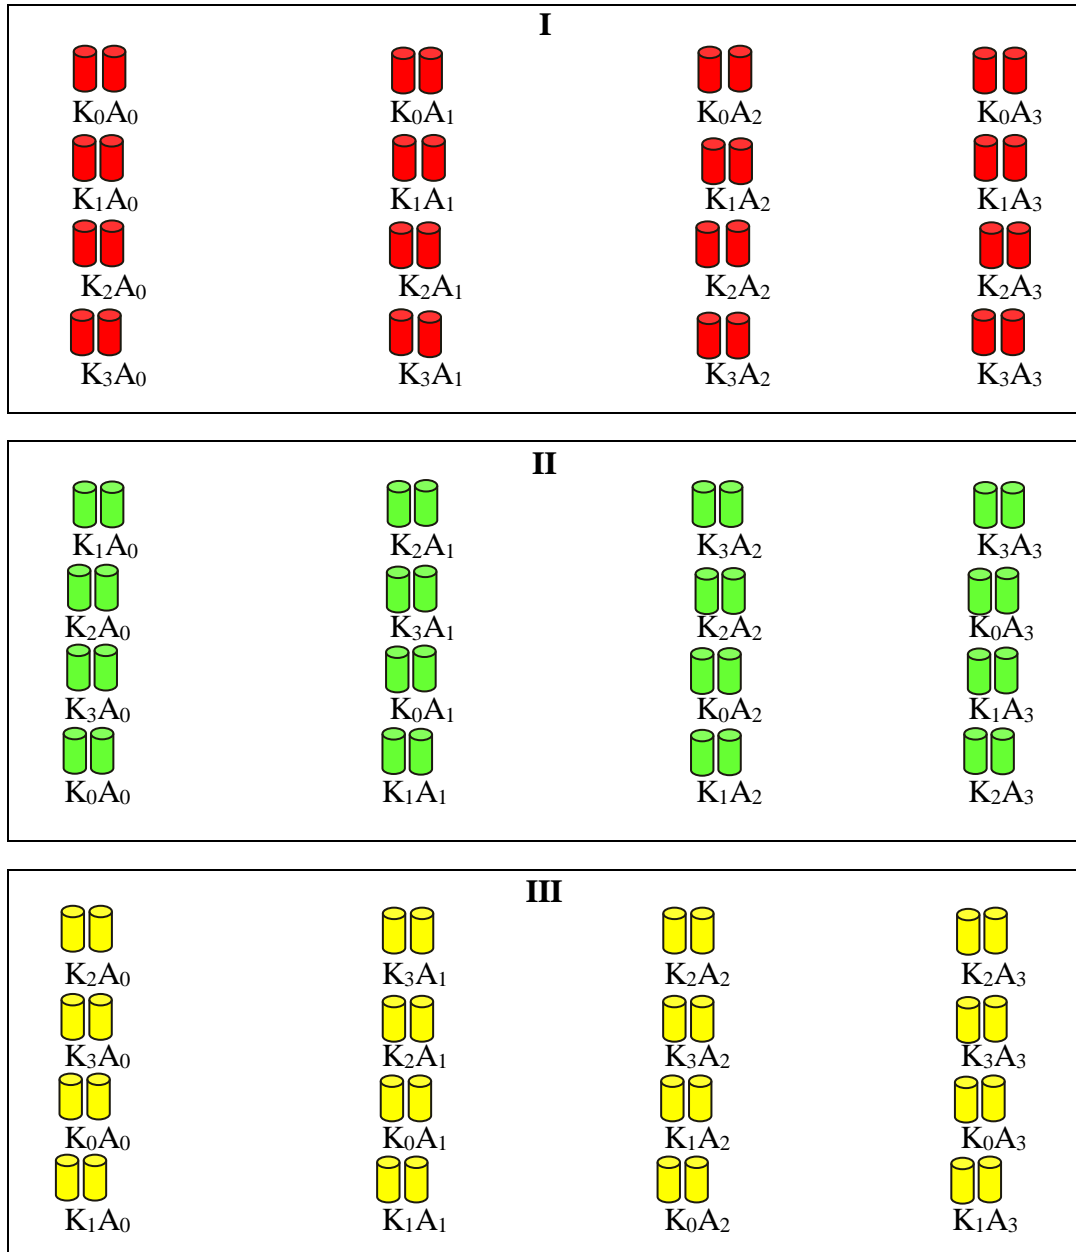 I
K₀A₀ K₀A₁ K₀A₂ K₀A₃
K₁A₀ K₁A₁ K₁A₂ K₁A₃
K₂A₀ K₂A₁ K₂A₂ K₂A₃
K₃A₀ K₃A₁ K₃A₂ K₃A₃
II
K₁A₀ K₂A₁ K₃A₂ K₃A₃
K₂A₀ K₃A₁ K₂A₂ K₀A₃
K₃A₀ K₀A₁ K₀A₂ K₁A₃
K₀A₀ K₁A₁ K₁A₂ K₂A₃
III
K₂A₀ K₃A₁ K₂A₂ K₂A₃
K₃A₀ K₂A₁ K₃A₂ K₃A₃
K₀A₀ K₀A₁ K₁A₂ K₀A₃
K₁A₀ K₁A₁ K₀A₂ K₁A₃